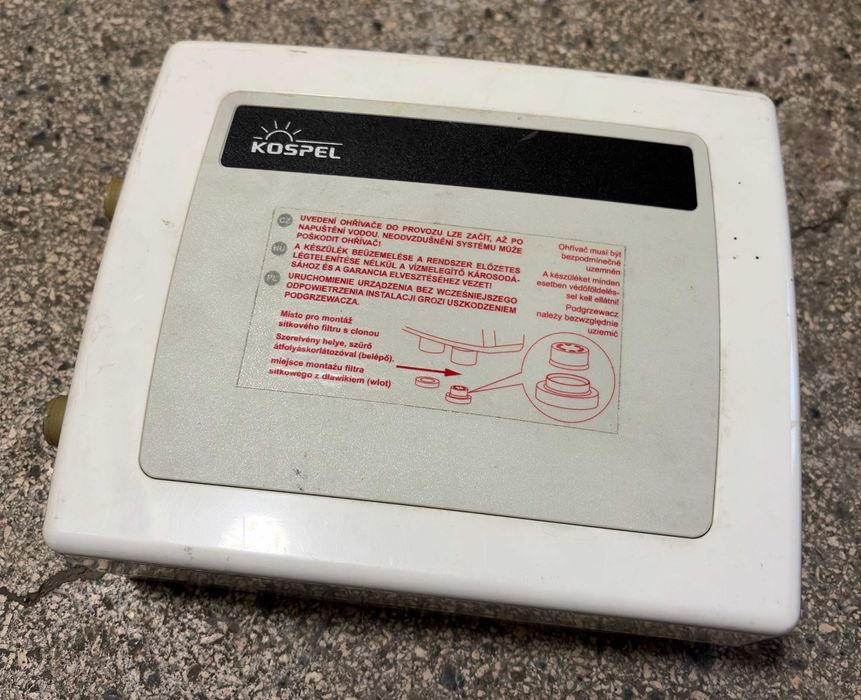 KOSPEL
CZ
UVEDENÍ OHŘÍVAČE DO PROVOZU LZE ZAČÍT, AŽ PO
NAPUŠTĚNÍ VODOU. NEODVZDUŠNĚNÍ SYSTÉMU MŮŽE
POŠKODIT OHŘÍVAČ!
HU
A KÉSZÜLÉK BEÜZEMELÉSE A RENDSZER ELŐZETES
LÉGTELENÍTÉSE NÉLKÜL A VÍZMELEGÍTŐ KÁROSODÁ-
SÁHOZ ÉS A GARANCIA ELVESZTÉSÉHEZ VEZET!
PL
URUCHOMIENIE URZĄDZENIA BEZ WCZEŚNIEJSZEGO
ODPOWIETRZENIA INSTALACJI GROZI USZKODZENIEM
PODGRZEWACZA.
Ohřívač musí být
bezpodmínečně
uzemněn
A készüléket minden
esetben védőföldelés-
sel kell ellátni!
Podgrzewacz
należy bezwzględnie
uziemić
Místo pro montáž
sítkového filtru s clonou
Szerelvény helye, szűrő
átfolyáskorlátozóval (belépő),
miejsce montażu filtra
sitkowego z dławikiem (wlot)